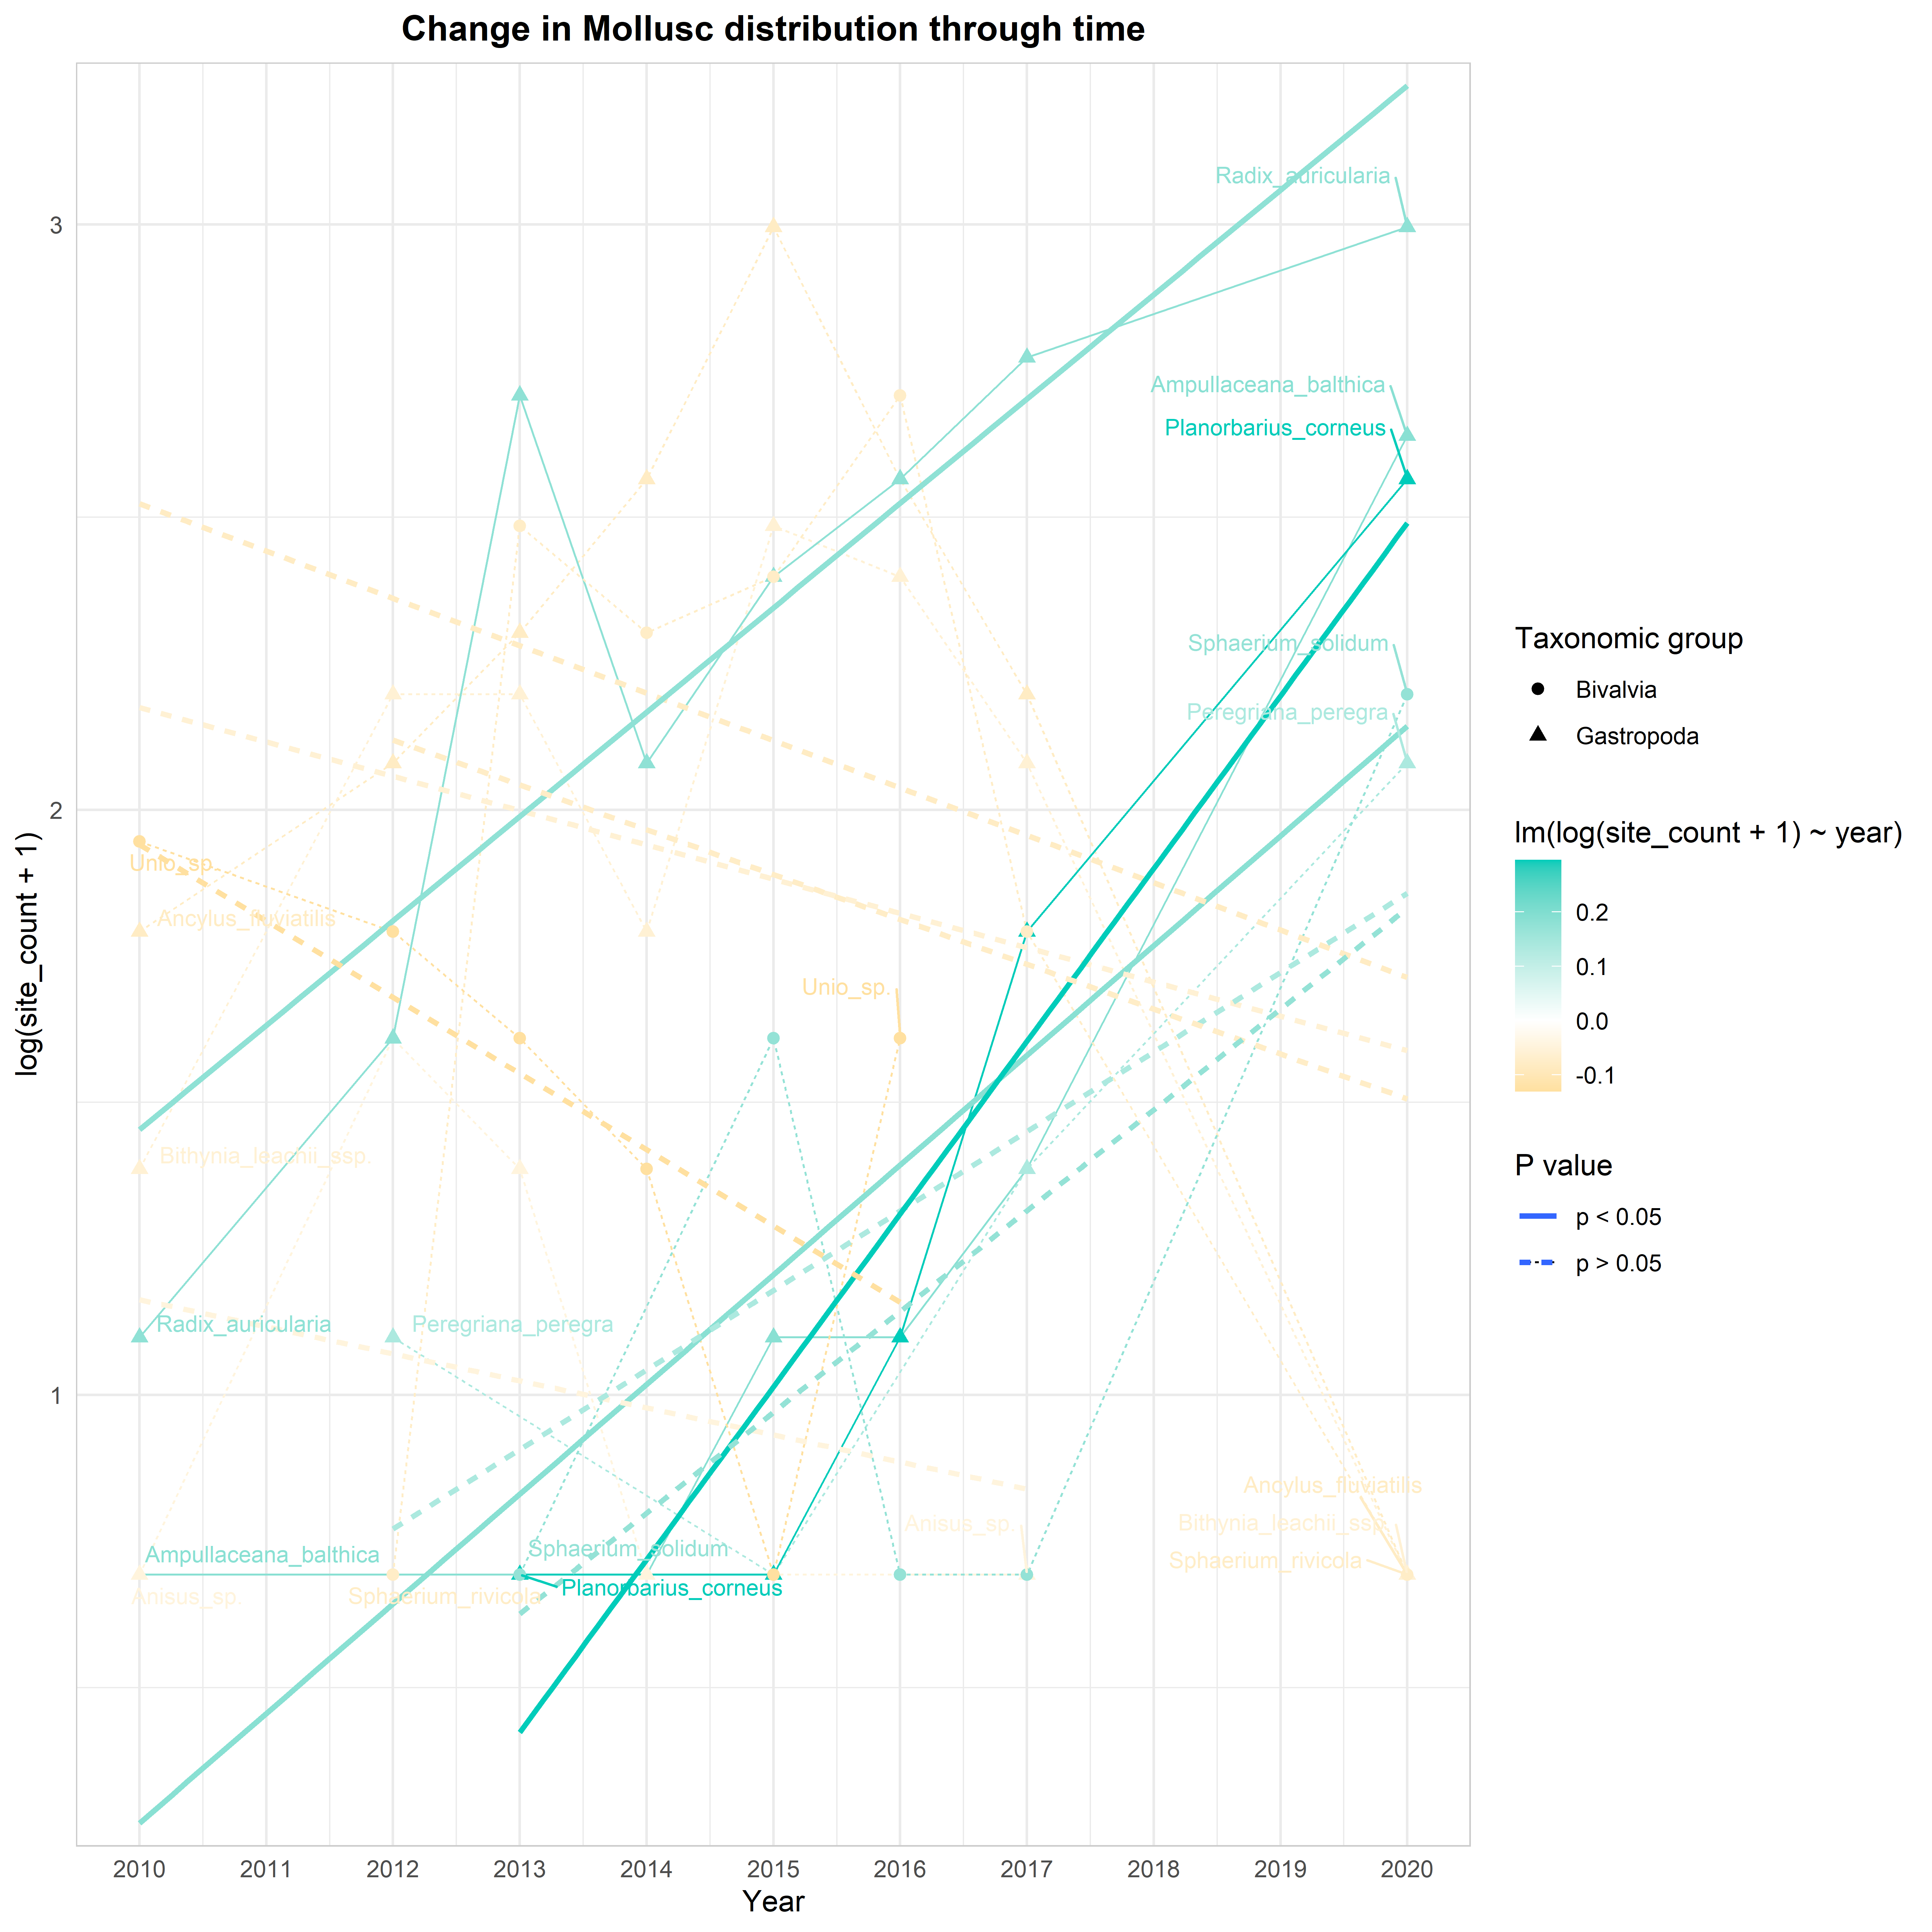 Change in Mollusc distribution through time
log(site_count + 1)
3
2
1
Radix_auricularia
Ampullaceana_balthica
Planorbarius_corneus
Sphaerium_solidum
Peregriana_peregra
Unio_sp.
Ancylus_fluviatilis
Unio_sp.
Bithynia_leachii_ssp.
Radix_auricularia
Peregriana_peregra
Ancylus_fluviatilis
Anisus_sp.
Bithynia_leachii_ssp.
Sphaerium_rivicola
Ampullaceana_balthica
Sphaerium_solidum
Planorbarius_corneus
Anisus_sp.
Sphaerium_rivicola
2010 2011 2012 2013 2014 2015 2016 2017 2018 2019 2020
Year
Taxonomic group
Bivalvia
Gastropoda
lm(log(site_count + 1) ~ year)
0.2
0.1
0.0
-0.1
P value
p < 0.05
p > 0.05